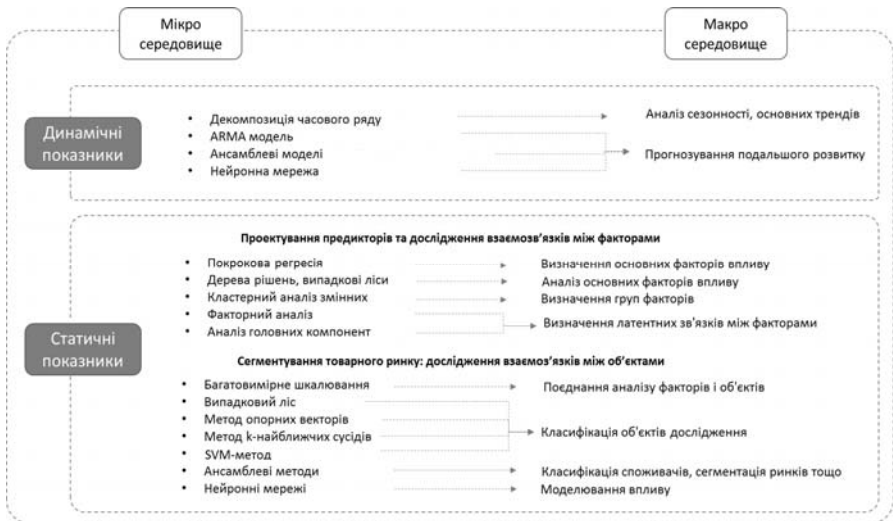 Мікро
середовище
Макро
середовище
Динамічні
показники
• Декомпозиція часового ряду
• ARMA модель
• Ансамблеві моделі
• Нейронна мережа
Аналіз сезонності, основних трендів
Прогнозування подальшого розвитку
Статичні
показники
Проектування предикторів та дослідження взаємозв'язків між факторами
• Покрокова регресія
• Дерева рішень, випадкові ліси
• Кластерний аналіз змінних
• Факторний аналіз
• Аналіз головних компонент
Визначення основних факторів впливу
Аналіз основних факторів впливу
Визначення груп факторів
Визначення латентних зв'язків між факторами
Сегментування товарного ринку: дослідження взаємоз'язків між об'єктами
• Багатовимірне шкалювання
• Випадковий ліс
• Метод опорних векторів
• Метод k-найближчих сусідів
• SVM-метод
• Ансамблеві методи
• Нейронні мережі
Поєднання аналізу факторів і об'єктів
Класифікація об'єктів дослідження
Класифікація споживачів, сегментація ринків тощо
Моделювання впливу